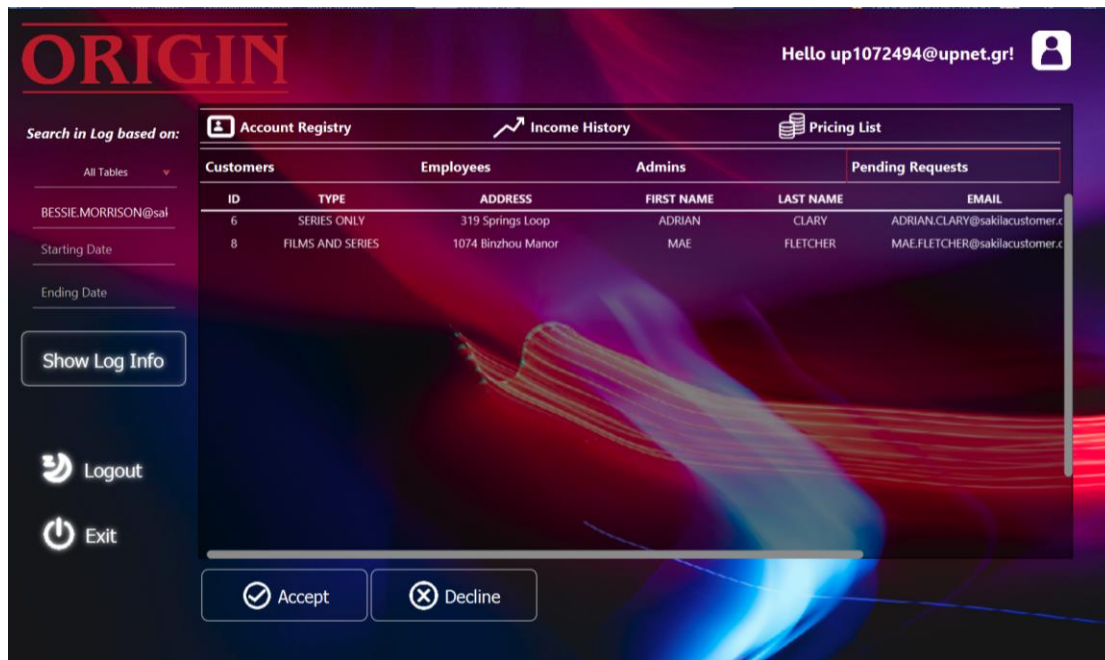 ORIGIN
Hello up1072494@upnet.gr!
Search in Log based on:
All Tables
BESSIE.MORRISON@sal
Starting Date
Ending Date
Show Log Info
Logout
Exit
Account Registry Income History Pricing List
Customers Employees Admins Pending Requests
ID TYPE ADDRESS FIRST NAME LAST NAME EMAIL
6 SERIES ONLY 319 Springs Loop ADRIAN CLARY ADRIAN.CLARY@sakilacustomer.c
8 FILMS AND SERIES 1074 Binzhou Manor MAE FLETCHER MAE.FLETCHER@sakilacustomer.c
Accept Decline